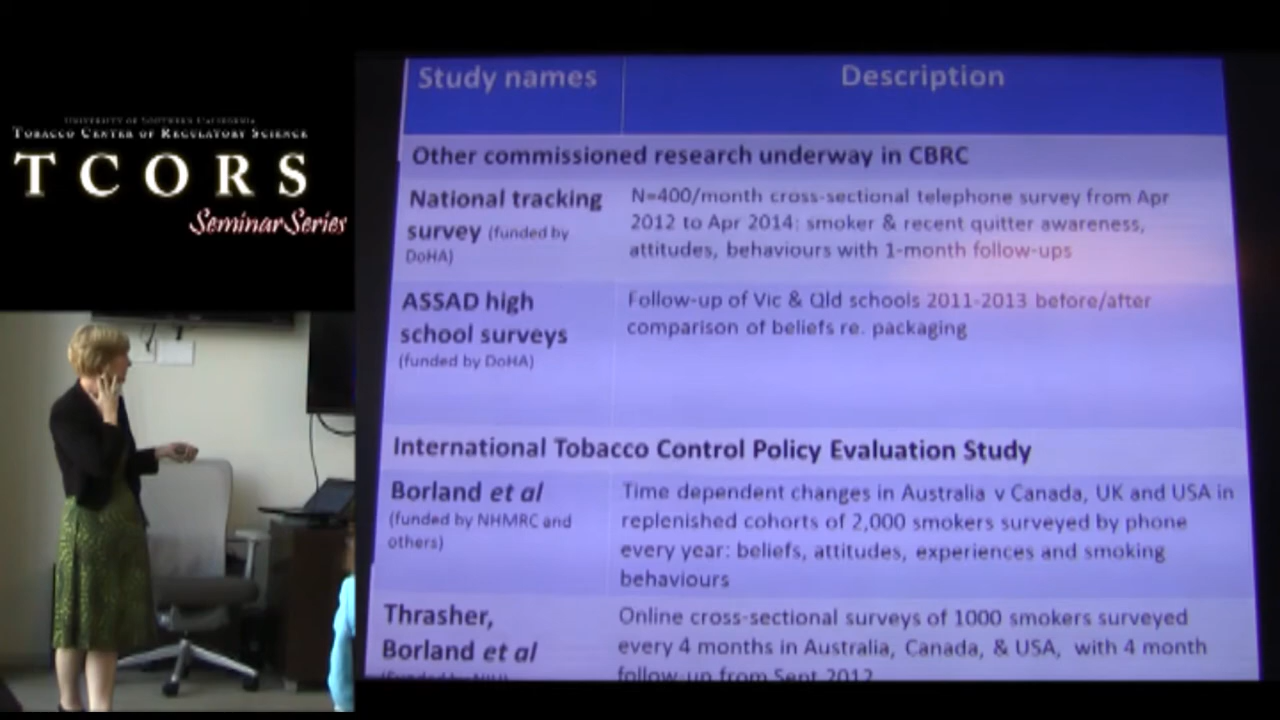 UNIVERSITY OF SOUTHERN CALIFORNIA
TOBACCO CENTER OF REGULATORY SCIENCE
TCORS
Seminar Series
Study names
Description
Other commissioned research underway in CBRC
National tracking
survey (funded by
DoHA)
N=400/month cross-sectional telephone survey from Apr
2012 to Apr 2014: smoker & recent quitter awareness,
attitudes, behaviours with 1-month follow-ups
ASSAD high
school surveys
(funded by DoHA)
Follow-up of Vic & Qld schools 2011-2013 before/after
comparison of beliefs re. packaging
International Tobacco Control Policy Evaluation Study
Borland et al
(funded by NHMRC and
others)
Time dependent changes in Australia v Canada, UK and USA in
replenished cohorts of 2,000 smokers surveyed by phone
every year: beliefs, attitudes, experiences and smoking
behaviours
Thrasher,
Borland et al
Online cross-sectional surveys of 1000 smokers surveyed
every 4 months in Australia, Canada, & USA, with 4 month
follow-up from Sept 2012